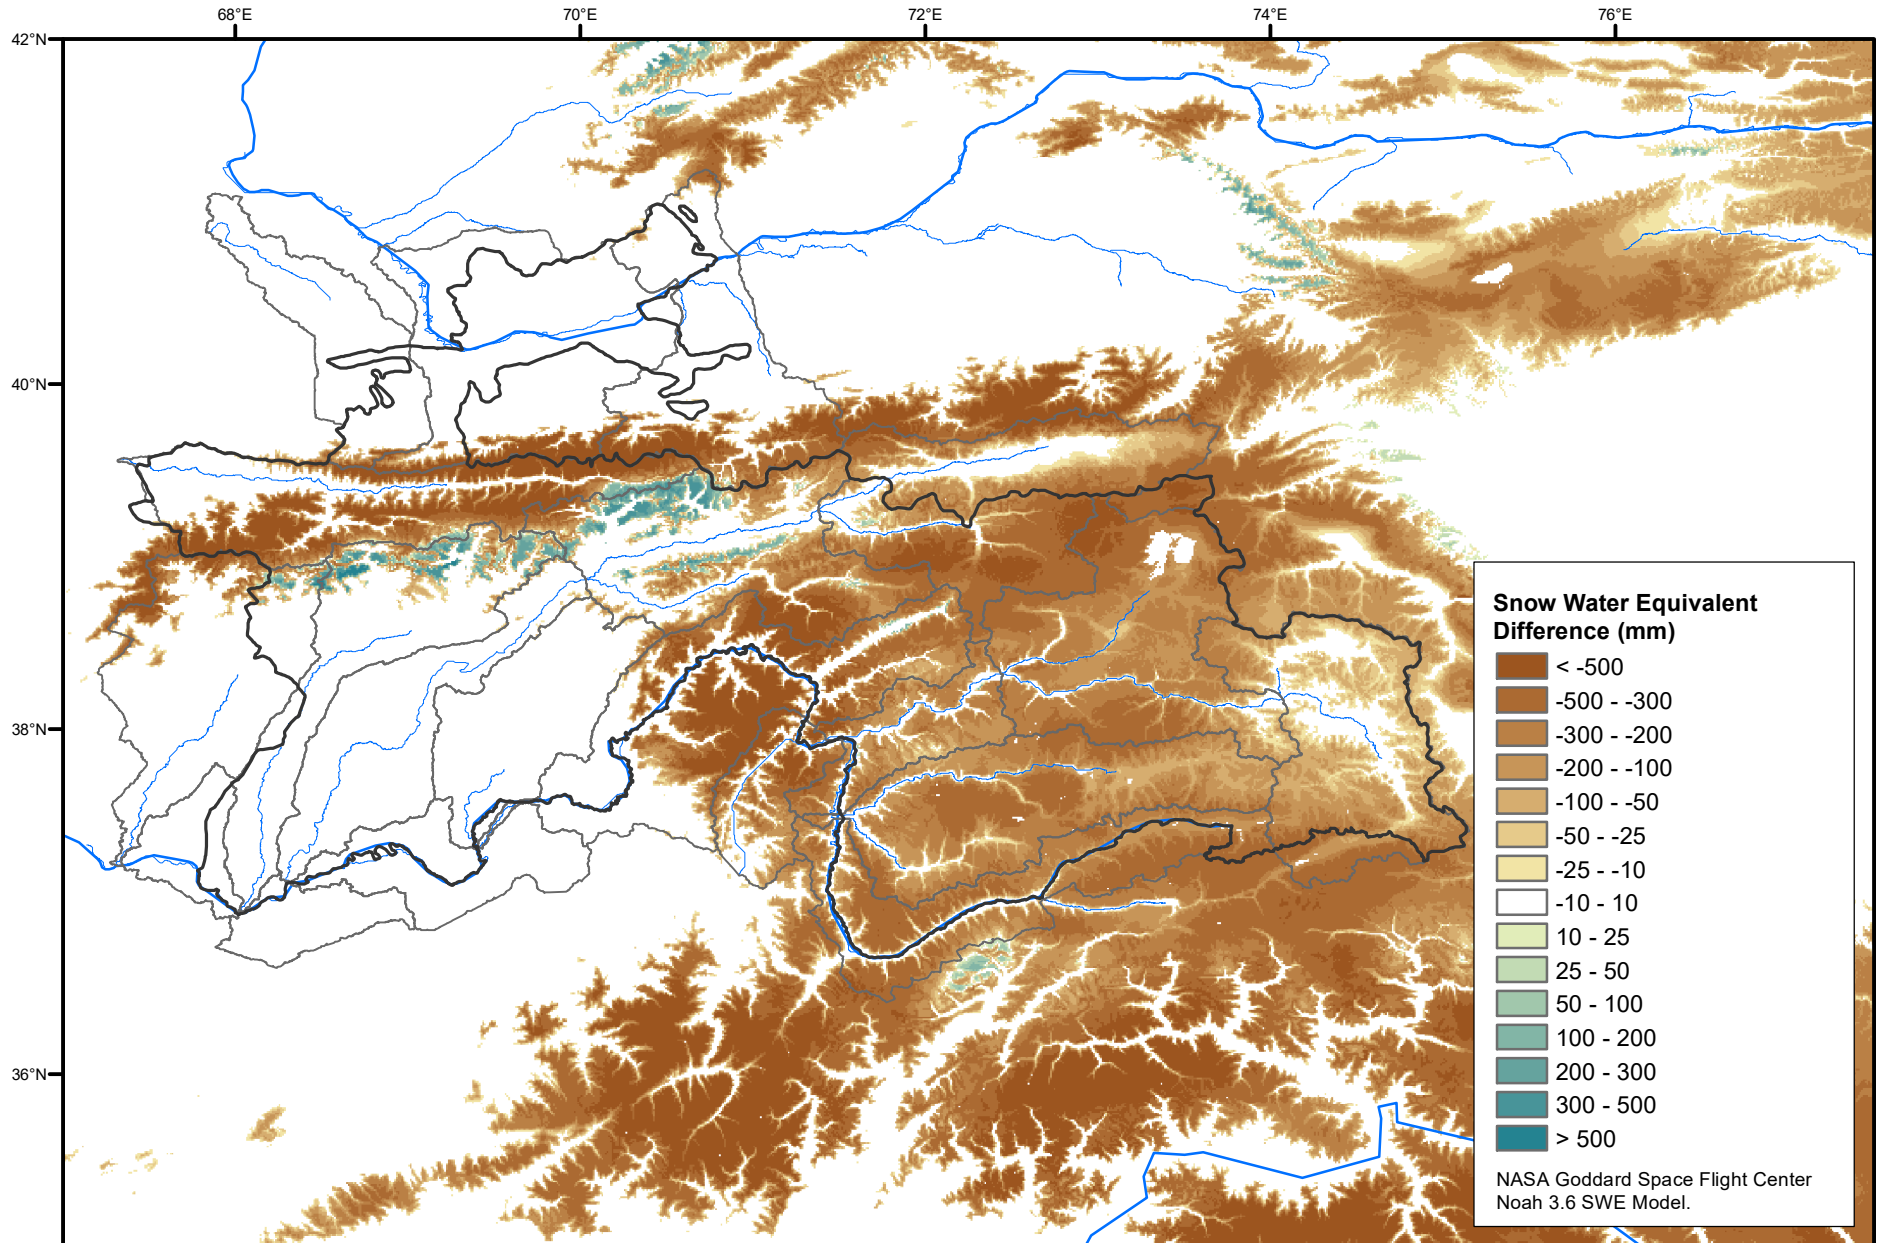 68°E
70°E
72°E
74°E
76°E
42°N
40°N
38°N
36°N
Snow Water Equivalent
Difference (mm)
< -500
-500 - -300
-300 - -200
-200 - -100
-100 - -50
-50 - -25
-25 - -10
-10 - 10
10 - 25
25 - 50
50 - 100
100 - 200
200 - 300
300 - 500
> 500
NASA Goddard Space Flight Center
Noah 3.6 SWE Model.